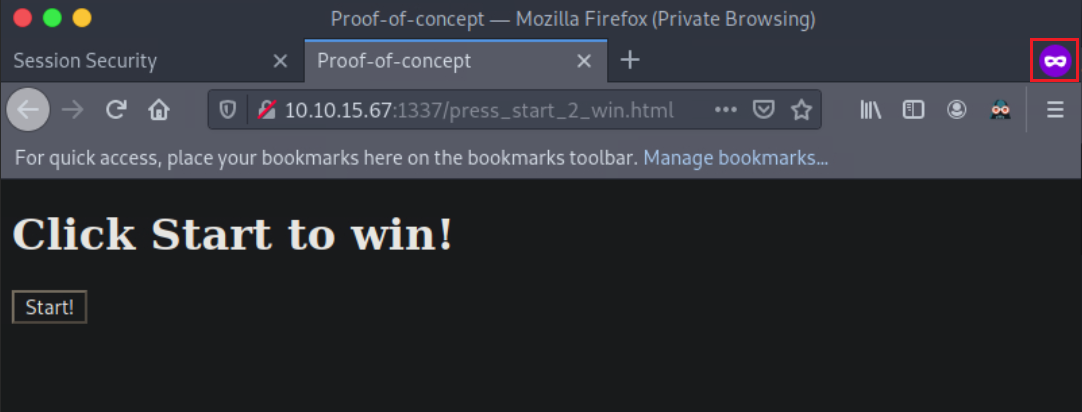 Proof-of-concept — Mozilla Firefox (Private Browsing)
Session Security
Proof-of-concept
10.10.15.67:1337/press_start_2_win.html
For quick access, place your bookmarks here on the bookmarks toolbar. Manage bookmarks...
Click Start to win!
Start!